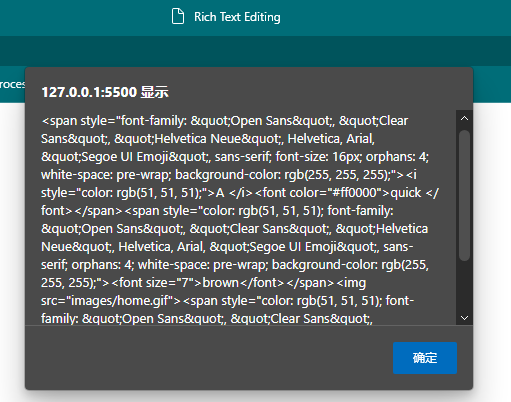 Rich Text Editing
roces
127.0.0.1:5500 显示
<span style="font-family: &quot;Open Sans&quot;, &quot;Clear
Sans&quot;, &quot;Helvetica Neue&quot;, Helvetica, Arial,
&quot;Segoe UI Emoji&quot;, sans-serif; font-size: 16px; orphans: 4;
white-space: pre-wrap; background-color: rgb(255, 255, 255);"><i
style="color: rgb(51, 51, 51);">A </i><font color="#ff0000">quick </
font></span><span style="color: rgb(51, 51, 51); font-family:
&quot;Open Sans&quot;, &quot;Clear Sans&quot;, &quot;Helvetica
Neue&quot;, Helvetica, Arial, &quot;Segoe UI Emoji&quot;, sans-
serif; orphans: 4; white-space: pre-wrap; background-color: rgb(255,
255, 255);"><font size="7">brown</font></span><img
src="images/home.gif"><span style="color: rgb(51, 51, 51); font-
family: &quot;Open Sans&quot;, &quot;Clear Sans&quot;,
确定